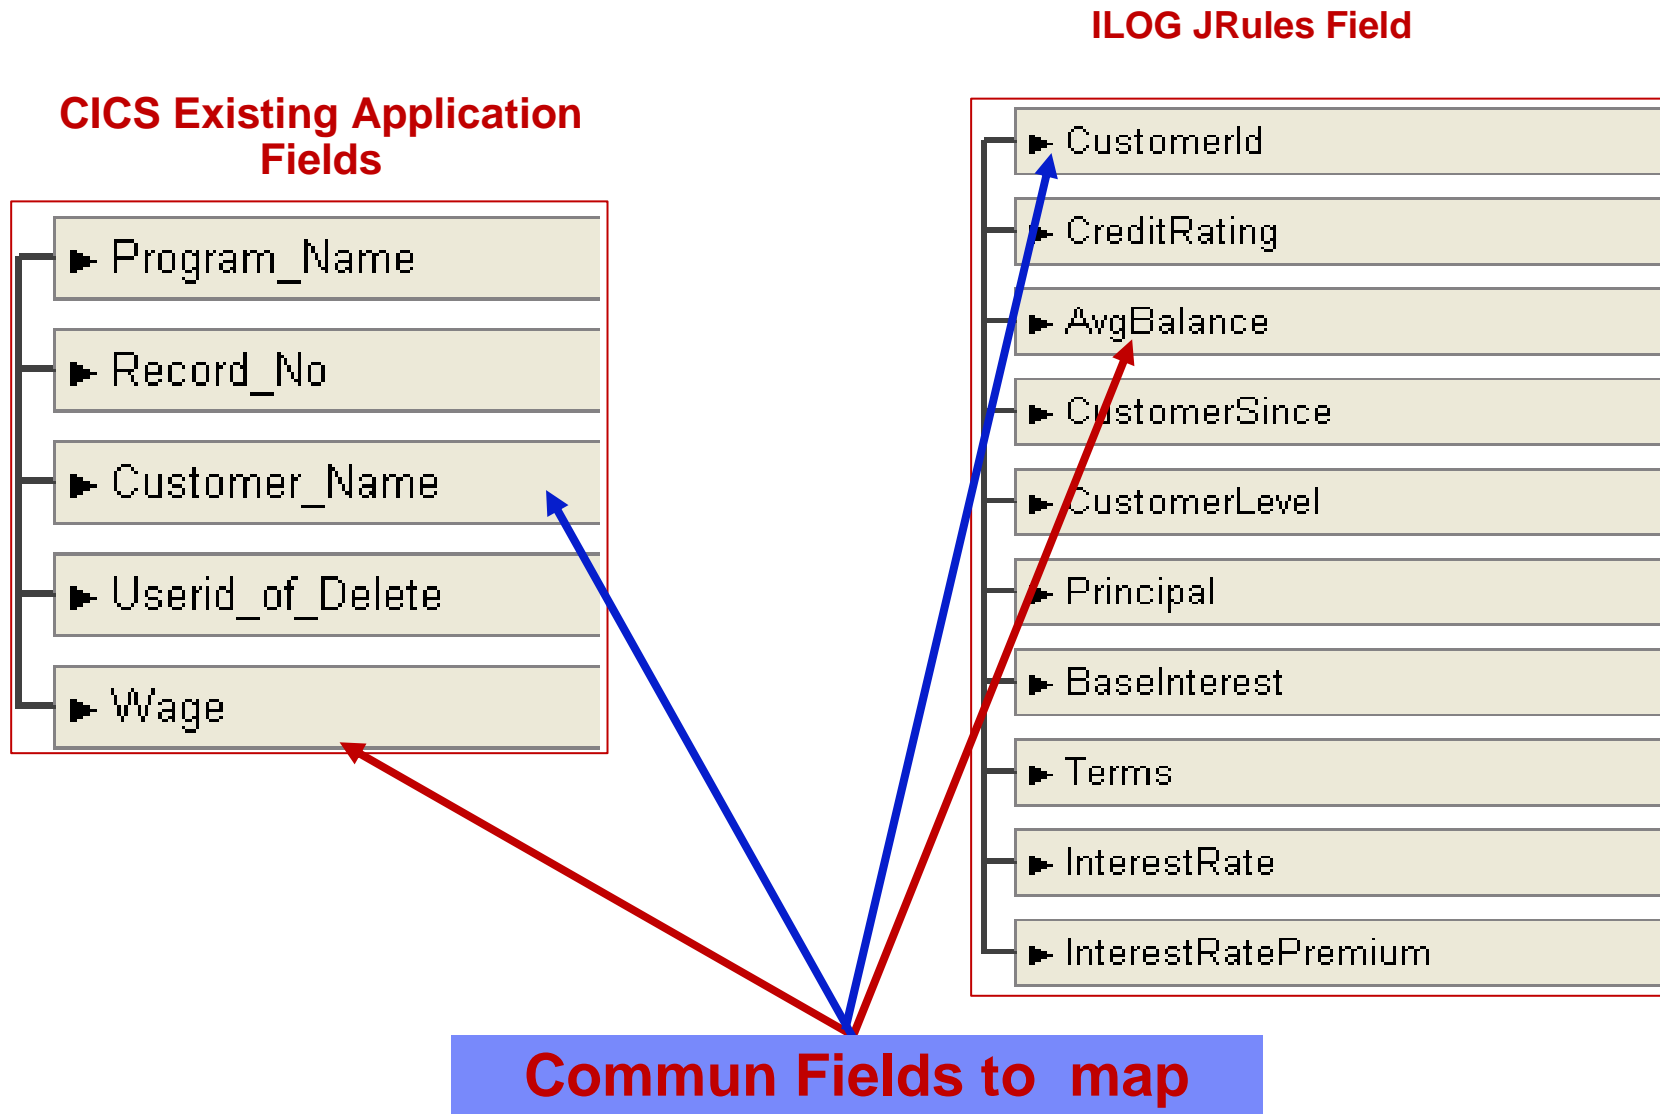 ILOG JRules Field
CICS Existing Application
Fields
Program_Name
Record_No
Customer_Name
Userid_of_Delete
Wage
CustomerId
CreditRating
AvgBalance
CustomerSince
CustomerLevel
Principal
BaseInterest
Terms
InterestRate
InterestRatePremium
Commun Fields to  map